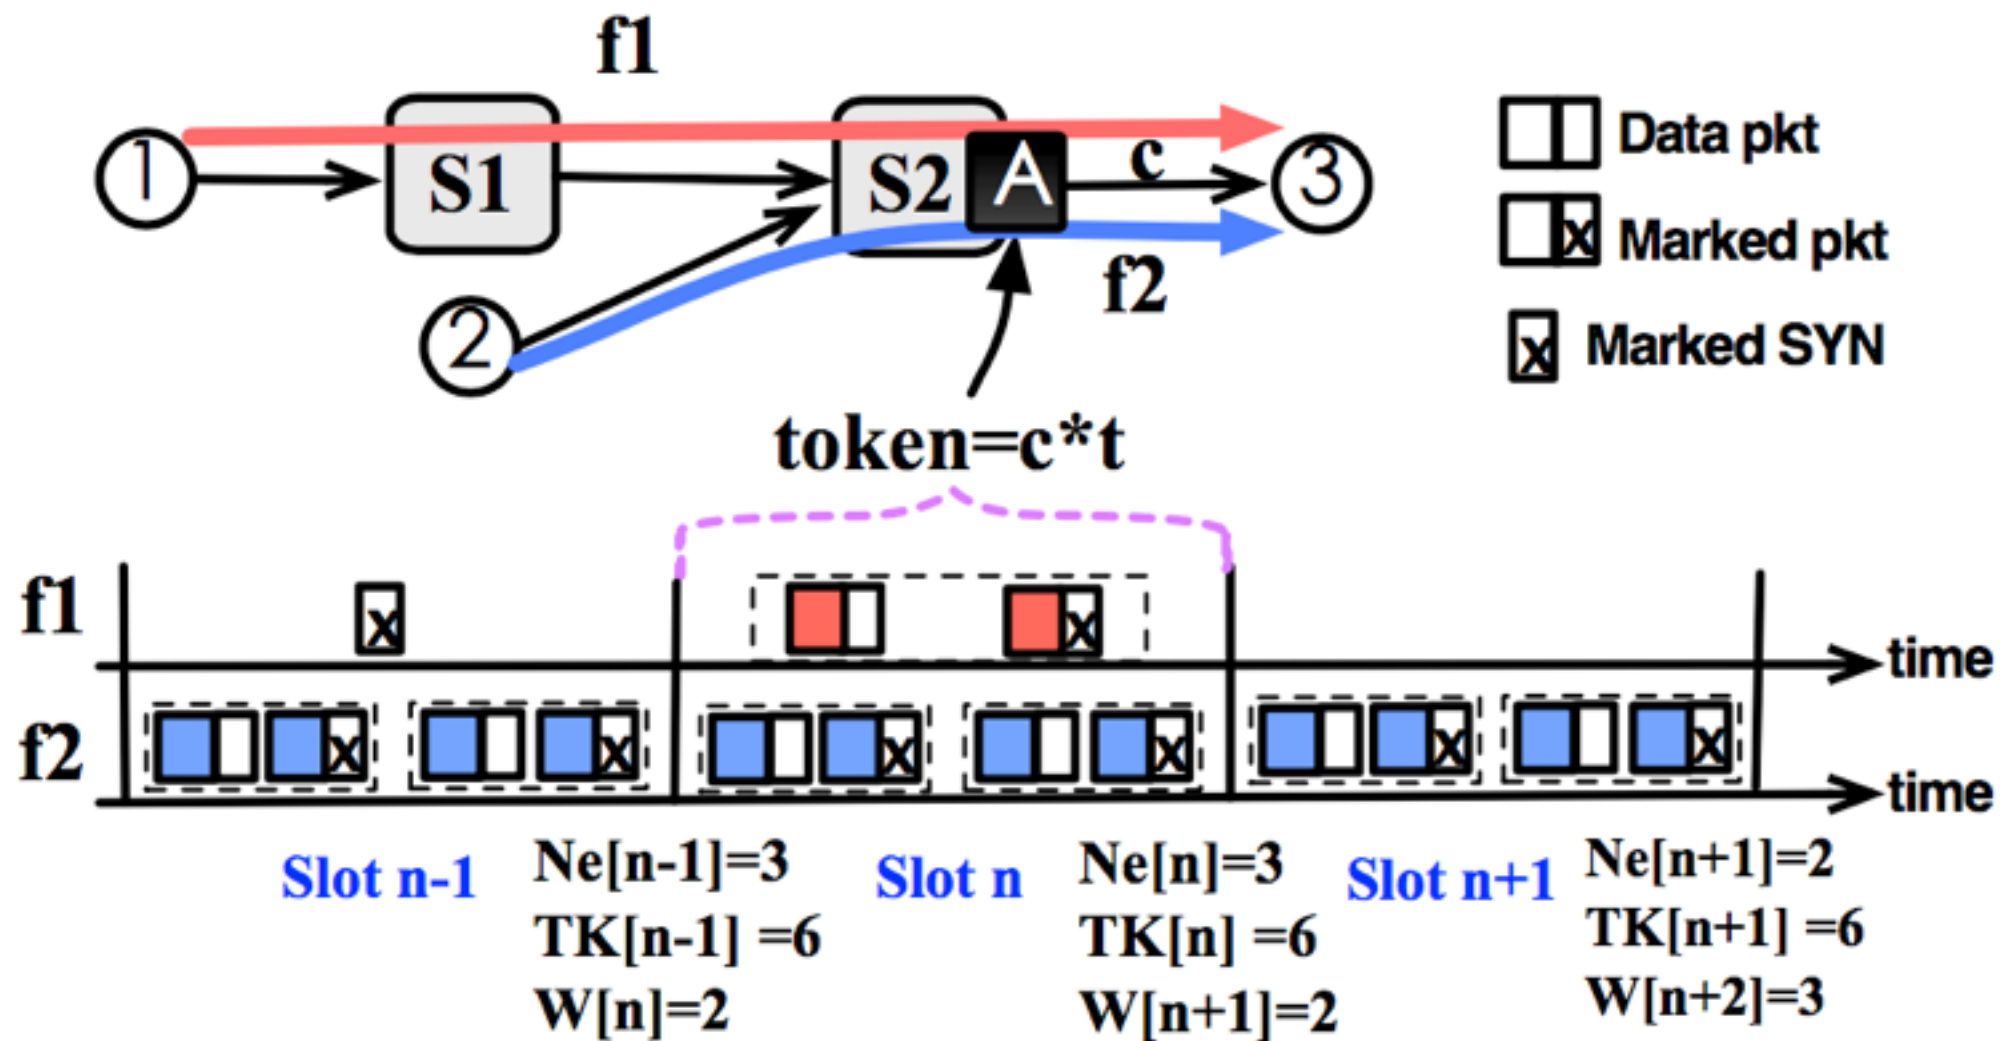 f1
1
S1
S2
A
c
3
2
f2
token=c*t
Data pkt
x Marked pkt
x Marked SYN
f1
x
x
time
f2
x
x
x
x
x
x
time
Slot n-1
Ne[n-1]=3
TK[n-1] =6
W[n]=2
Slot n
Ne[n]=3
TK[n] =6
W[n+1]=2
Slot n+1
Ne[n+1]=2
TK[n+1] =6
W[n+2]=3